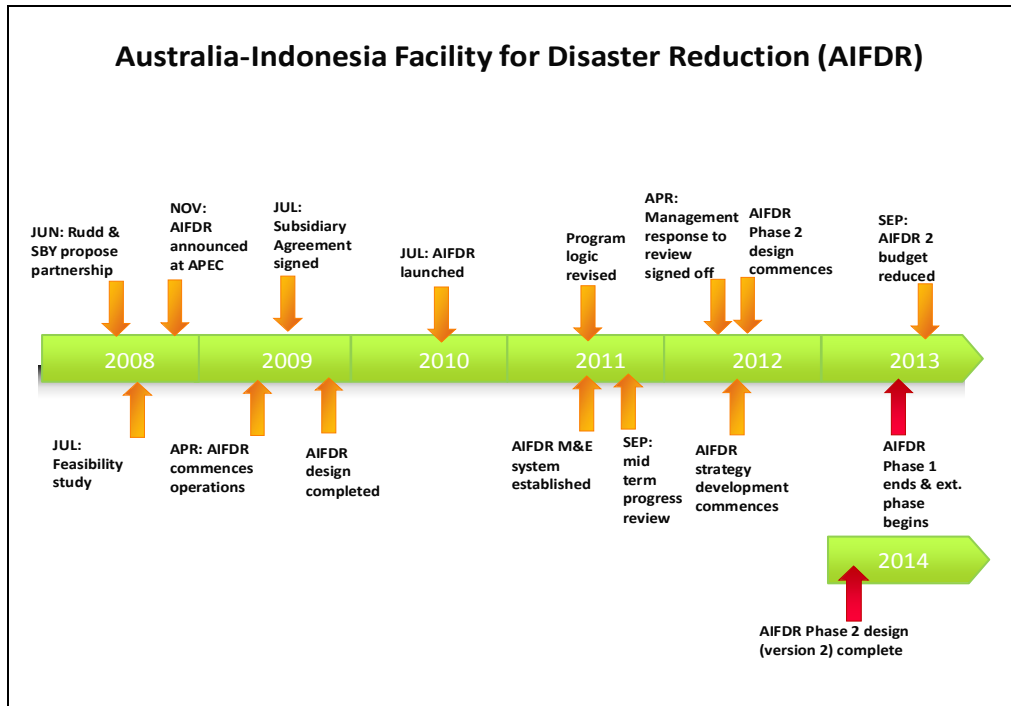 Australia-Indonesia Facility for Disaster Reduction (AIFDR)
JUN: Rudd &
SBY propose
partnership
NOV:
AIFDR
announced
at APEC
JUL:
Subsidiary
Agreement
signed
JUL: AIFDR
launched
Program
logic
revised
APR:
Management
response to
review
signed off
AIFDR
Phase 2
design
commences
SEP:
AIFDR 2
budget
reduced
2008
2009
2010
2011
2012
2013
JUL:
Feasibility
study
APR: AIFDR
commences
operations
AIFDR
design
completed
AIFDR M&E
system
established
SEP:
mid
term
progress
review
AIFDR
strategy
development
commences
AIFDR
Phase 1
ends & ext.
phase
begins
2014
AIFDR Phase 2 design
(version 2) complete